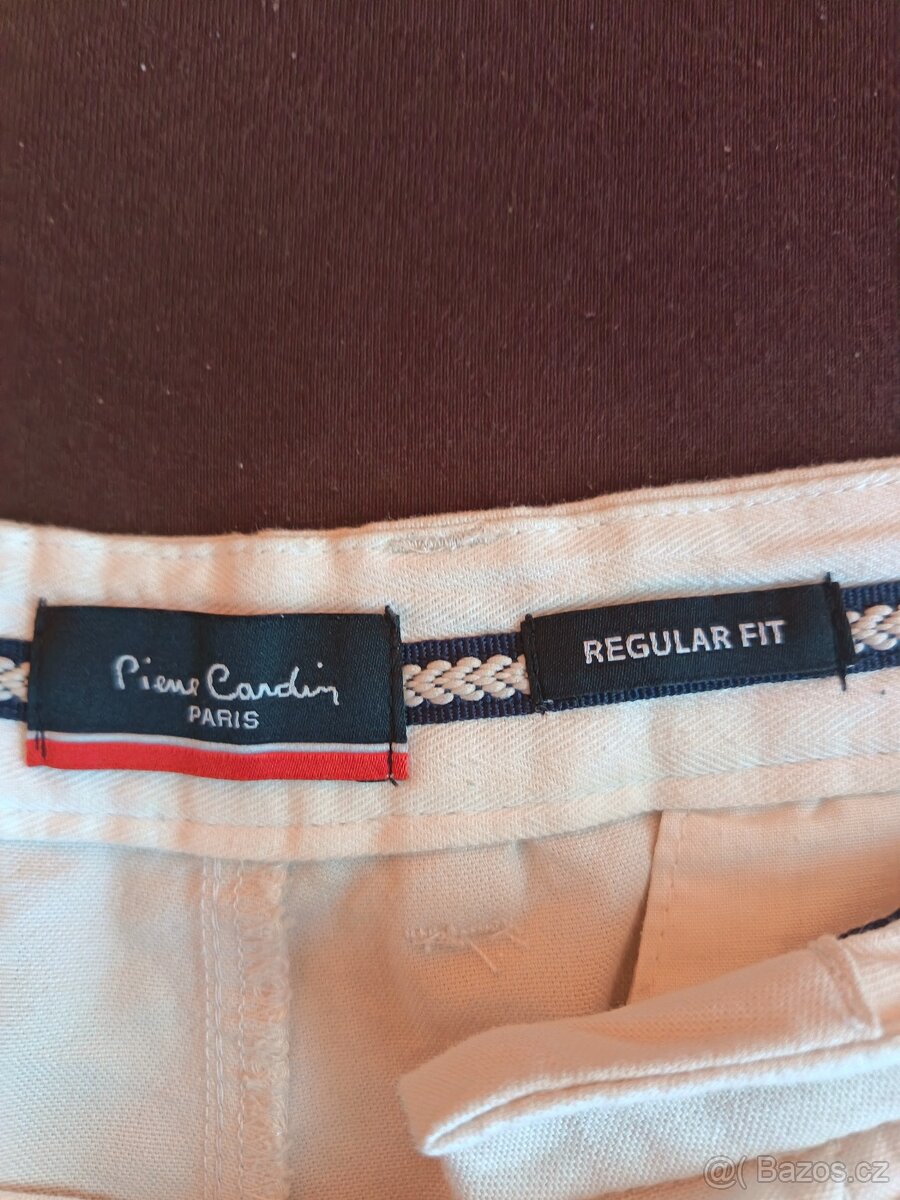 Pierre Cardin
PARIS
REGULAR FIT
@( Bazos.cz